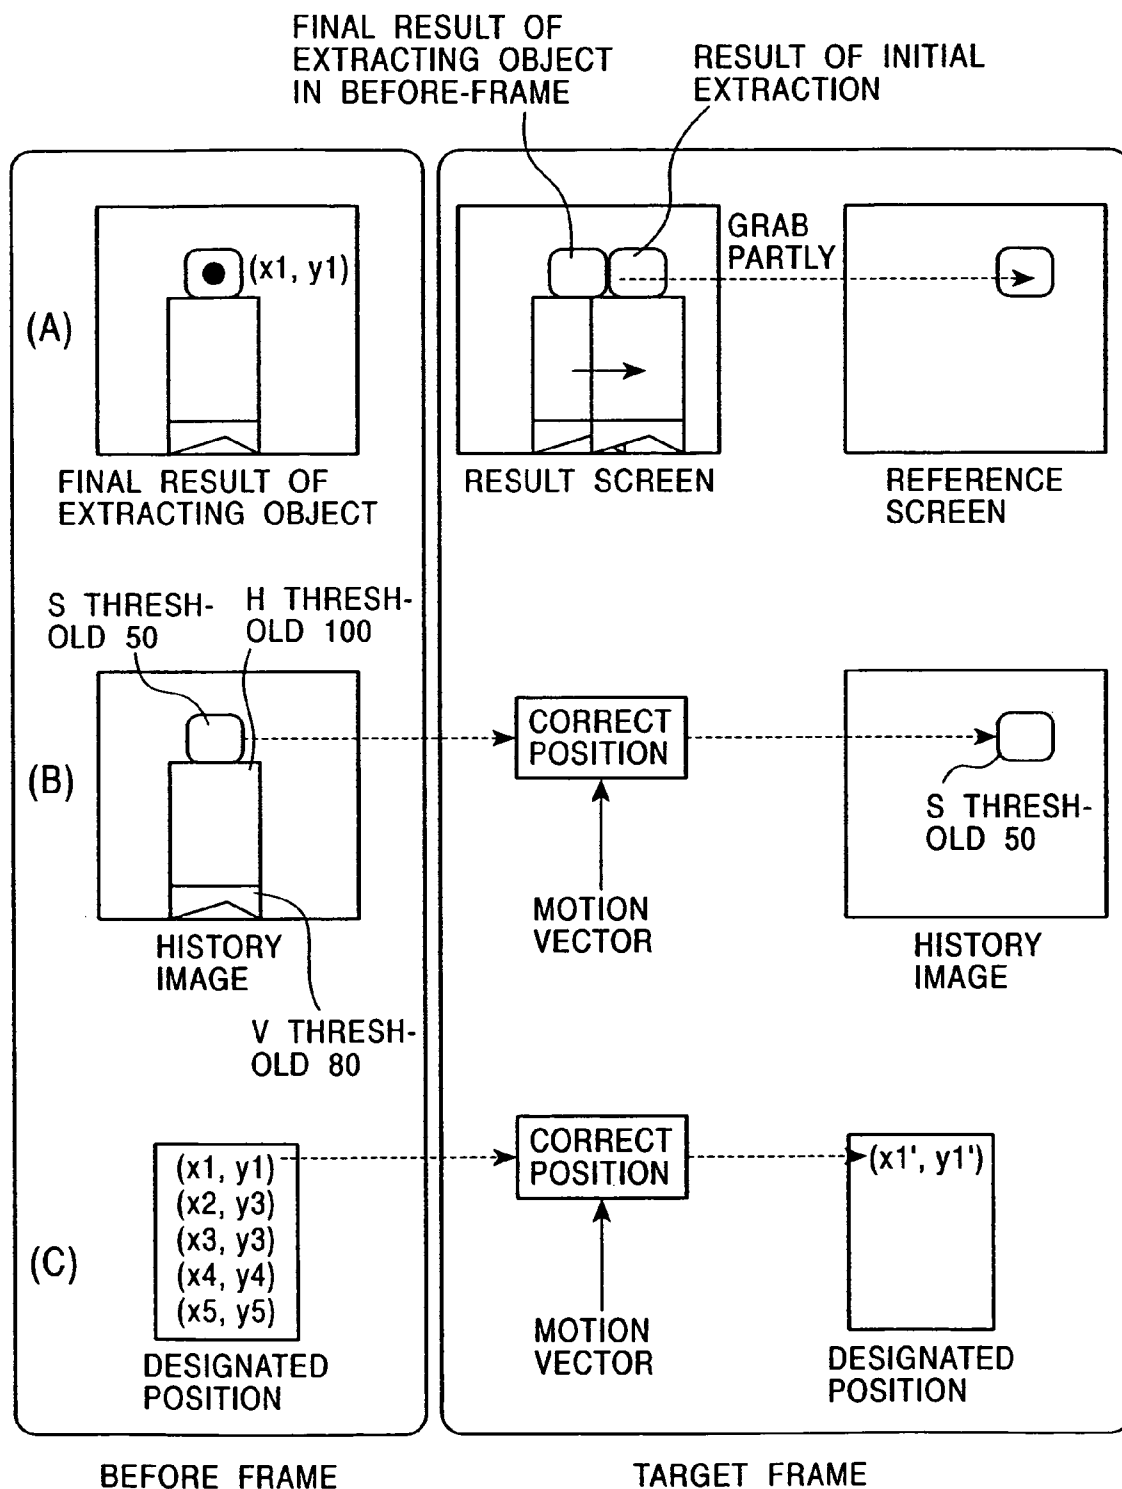 FINAL RESULT OF
EXTRACTING OBJECT
IN BEFORE-FRAME
RESULT OF INITIAL
EXTRACTION
(A)
(x1, y1)
GRAB
PARTLY
FINAL RESULT OF
EXTRACTING OBJECT
RESULT SCREEN
REFERENCE
SCREEN
(B)
S THRESH-
OLD 50
H THRESH-
OLD 100
CORRECT
POSITION
S THRESH-
OLD 50
MOTION
VECTOR
HISTORY
IMAGE
HISTORY
IMAGE
V THRESH-
OLD 80
(C)
(x1, y1)
(x2, y3)
(x3, y3)
(x4, y4)
(x5, y5)
CORRECT
POSITION
(x1', y1')
MOTION
VECTOR
DESIGNATED
POSITION
DESIGNATED
POSITION
BEFORE FRAME
TARGET FRAME